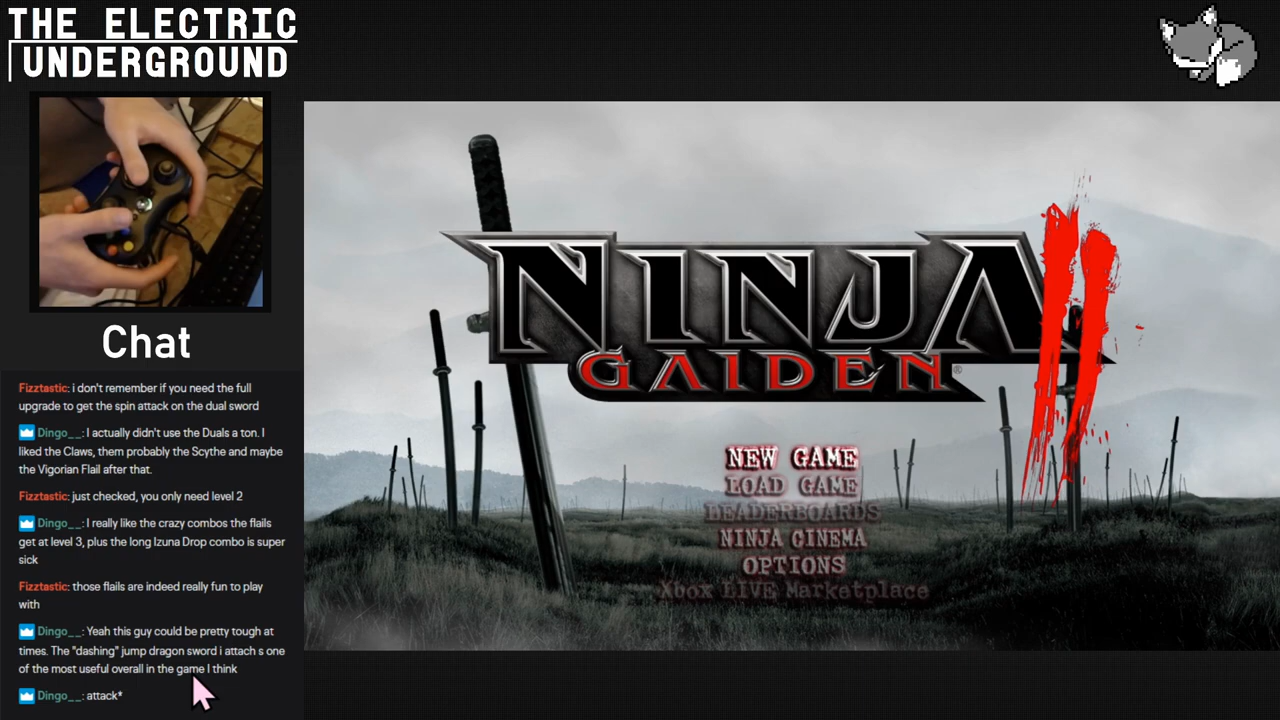 THE ELECTRIC
UNDERGROUND
Chat
Fizztastic: i don't remember if you need the full
upgrade to get the spin attack on the dual sword
Dingo__: I actually didn't use the Duals a ton. I
liked the Claws, them probably the Scythe and maybe
the Vigorian Flail after that.
Fizztastic: just checked, you only need level 2
Dingo__: I really like the crazy combos the flails
get at level 3, plus the long Izuna Drop combo is super
sick
Fizztastic: those flails are indeed really fun to play
with
Dingo__: Yeah this guy could be pretty tough at
times. The "dashing" jump dragon sword i attach s one
of the most useful overall in the game I think
Dingo__: attack*
NINJA II
GAIDEN®
NEW GAME
LOAD GAME
LEADERBOARDS
NINJA CINEMA
OPTIONS
Xbox LIVE Marketplace